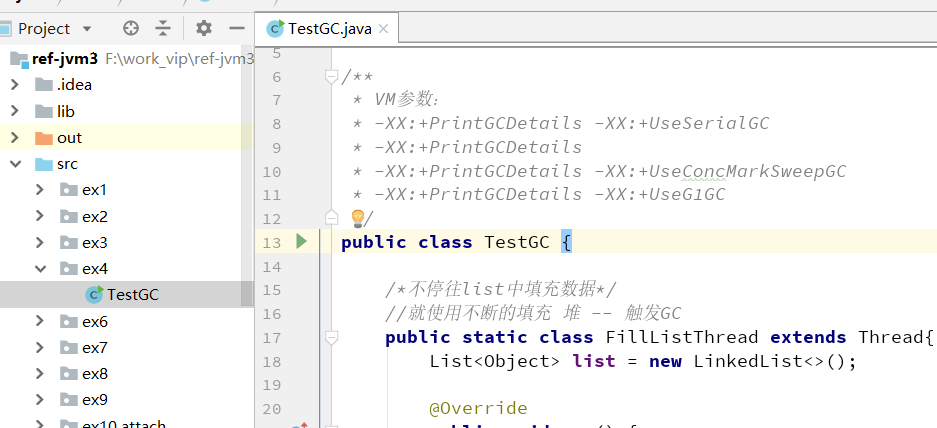 Project
TestGC.java
ref-jvm3 F:\work_vip\ref-jvm3
.idea
lib
out
src
ex1
ex2
ex3
ex4
TestGC
ex6
ex7
ex8
ex9
ex10.attach
5
6 /**
7 * VM参数:
8 * -XX:+PrintGCDetails -XX:+UseSerialGC
9 * -XX:+PrintGCDetails
10 * -XX:+PrintGCDetails -XX:+UseConcMarkSweepGC
11 * -XX:+PrintGCDetails -XX:+UseG1GC
12 /
13 public class TestGC {
14
15 /*不停往list中填充数据*/
16 //就使用不断的填充 堆 -- 触发GC
17 public static class FillListThread extends Thread{
18 List<Object> list = new LinkedList<>();
19
20 @Override